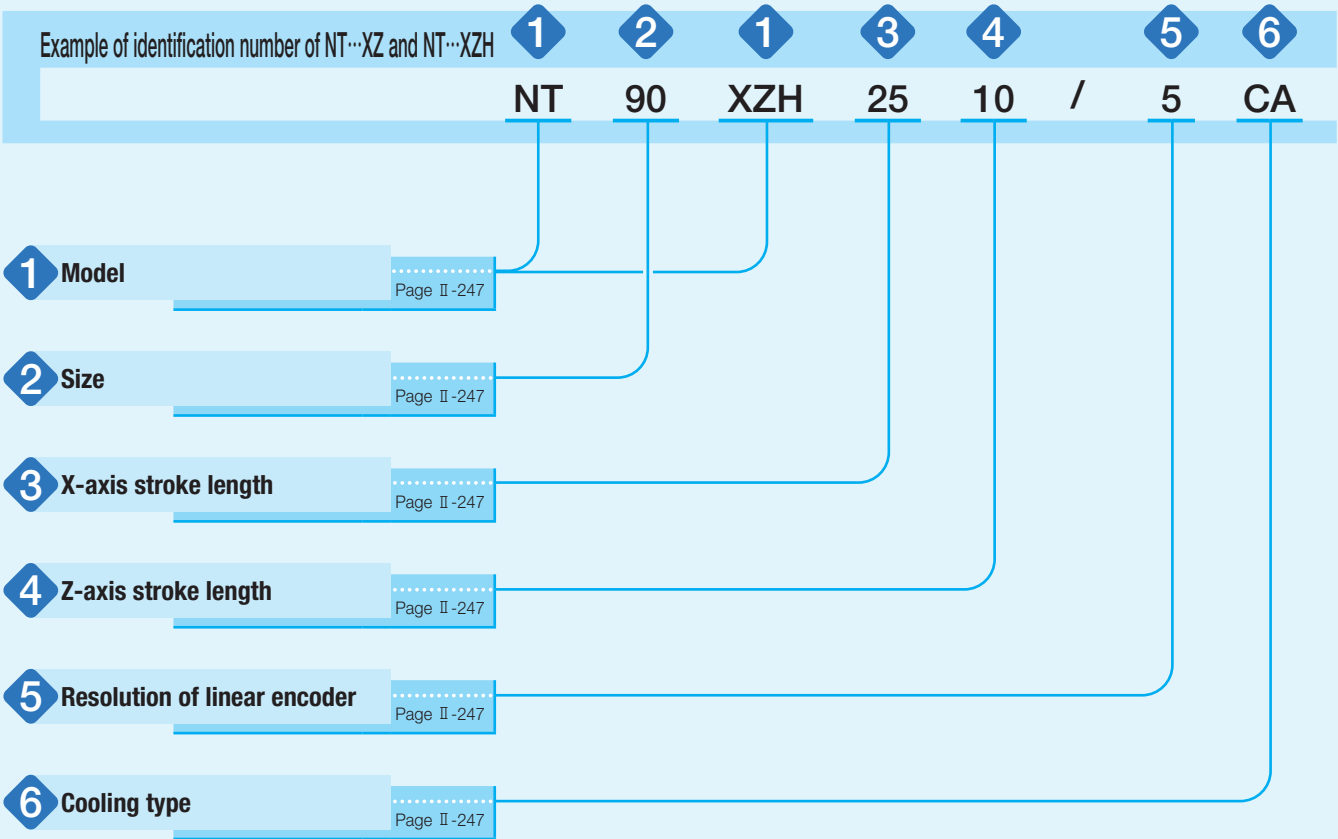 Example of identification number of NT···XZ and NT···XZH 1 2 1 3 4 5 6
NT 90 XZH 25 10 / 5 CA
1 Model
Page Ⅱ-247
2 Size
Page Ⅱ-247
3 X-axis stroke length
Page Ⅱ-247
4 Z-axis stroke length
Page Ⅱ-247
5 Resolution of linear encoder
Page Ⅱ-247
6 Cooling type
Page Ⅱ-247